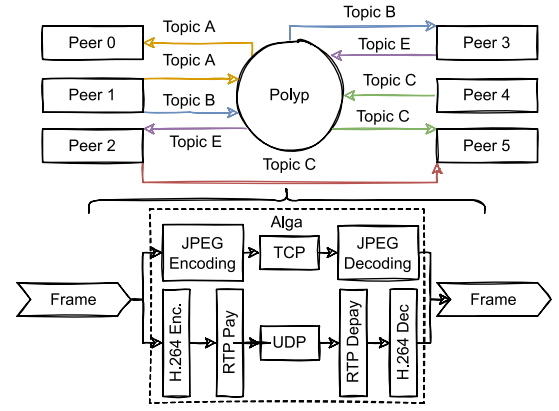 Topic B
Peer 0
Topic A
Peer 3
Topic E
Topic A
Polyp
Topic C
Peer 1
Peer 4
Topic B
Topic C
Peer 2
Topic E
Peer 5
Topic C
Alga
JPEG
Encoding
TCP
JPEG
Decoding
Frame
Frame
H.264 Enc.
RTP Pay
UDP
RTP Depay
H.264 Dec